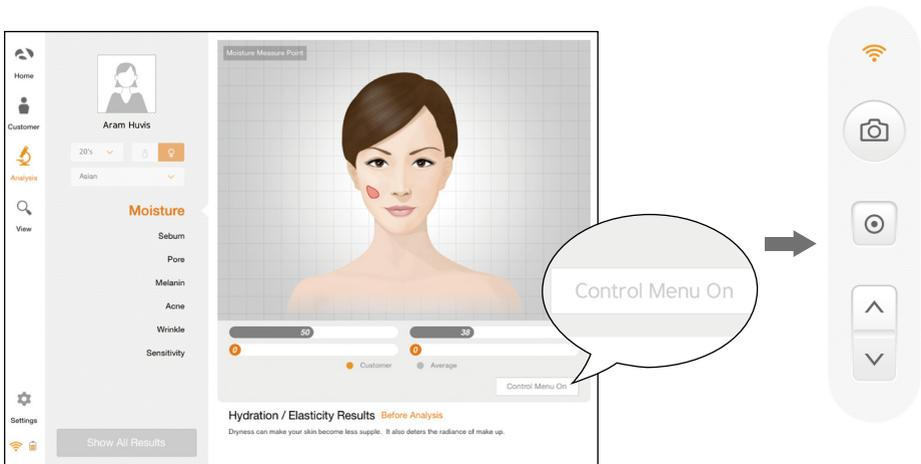 Home
Customer
Analysis
View
Settings
Aram Huvis
20's
Asian
Moisture
Sebum
Pore
Melanin
Acne
Wrinkle
Sensitivity
Show All Results
Moisture Measure Point
50
38
0
0
Customer
Average
Control Menu On
Hydration / Elasticity Results Before Analysis
Dryness can make your skin become less supple. It also deters the radiance of make up.
Control Menu On